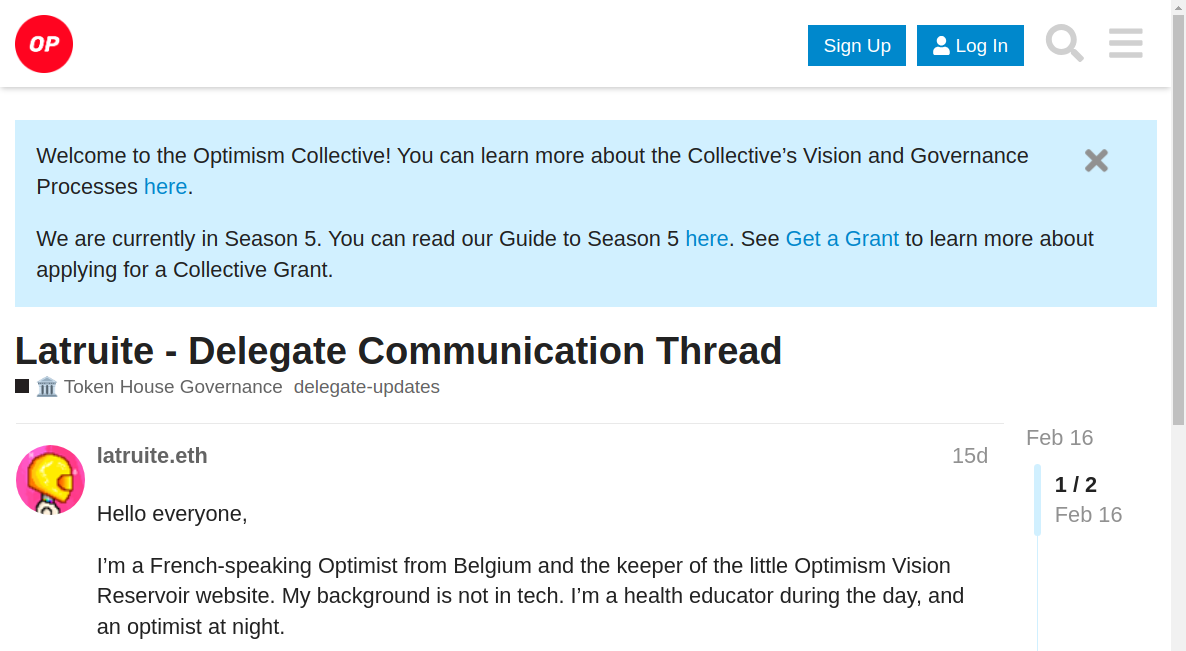 OP
Sign Up
Log In
Welcome to the Optimism Collective! You can learn more about the Collective’s Vision and Governance
Processes here.
We are currently in Season 5. You can read our Guide to Season 5 here. See Get a Grant to learn more about
applying for a Collective Grant.
Latruite - Delegate Communication Thread
🏛️ Token House Governance delegate-updates
latruite.eth 15d
Feb 16
1 / 2
Feb 16
Hello everyone,
I’m a French-speaking Optimist from Belgium and the keeper of the little Optimism Vision
Reservoir website. My background is not in tech. I’m a health educator during the day, and
an optimist at night.